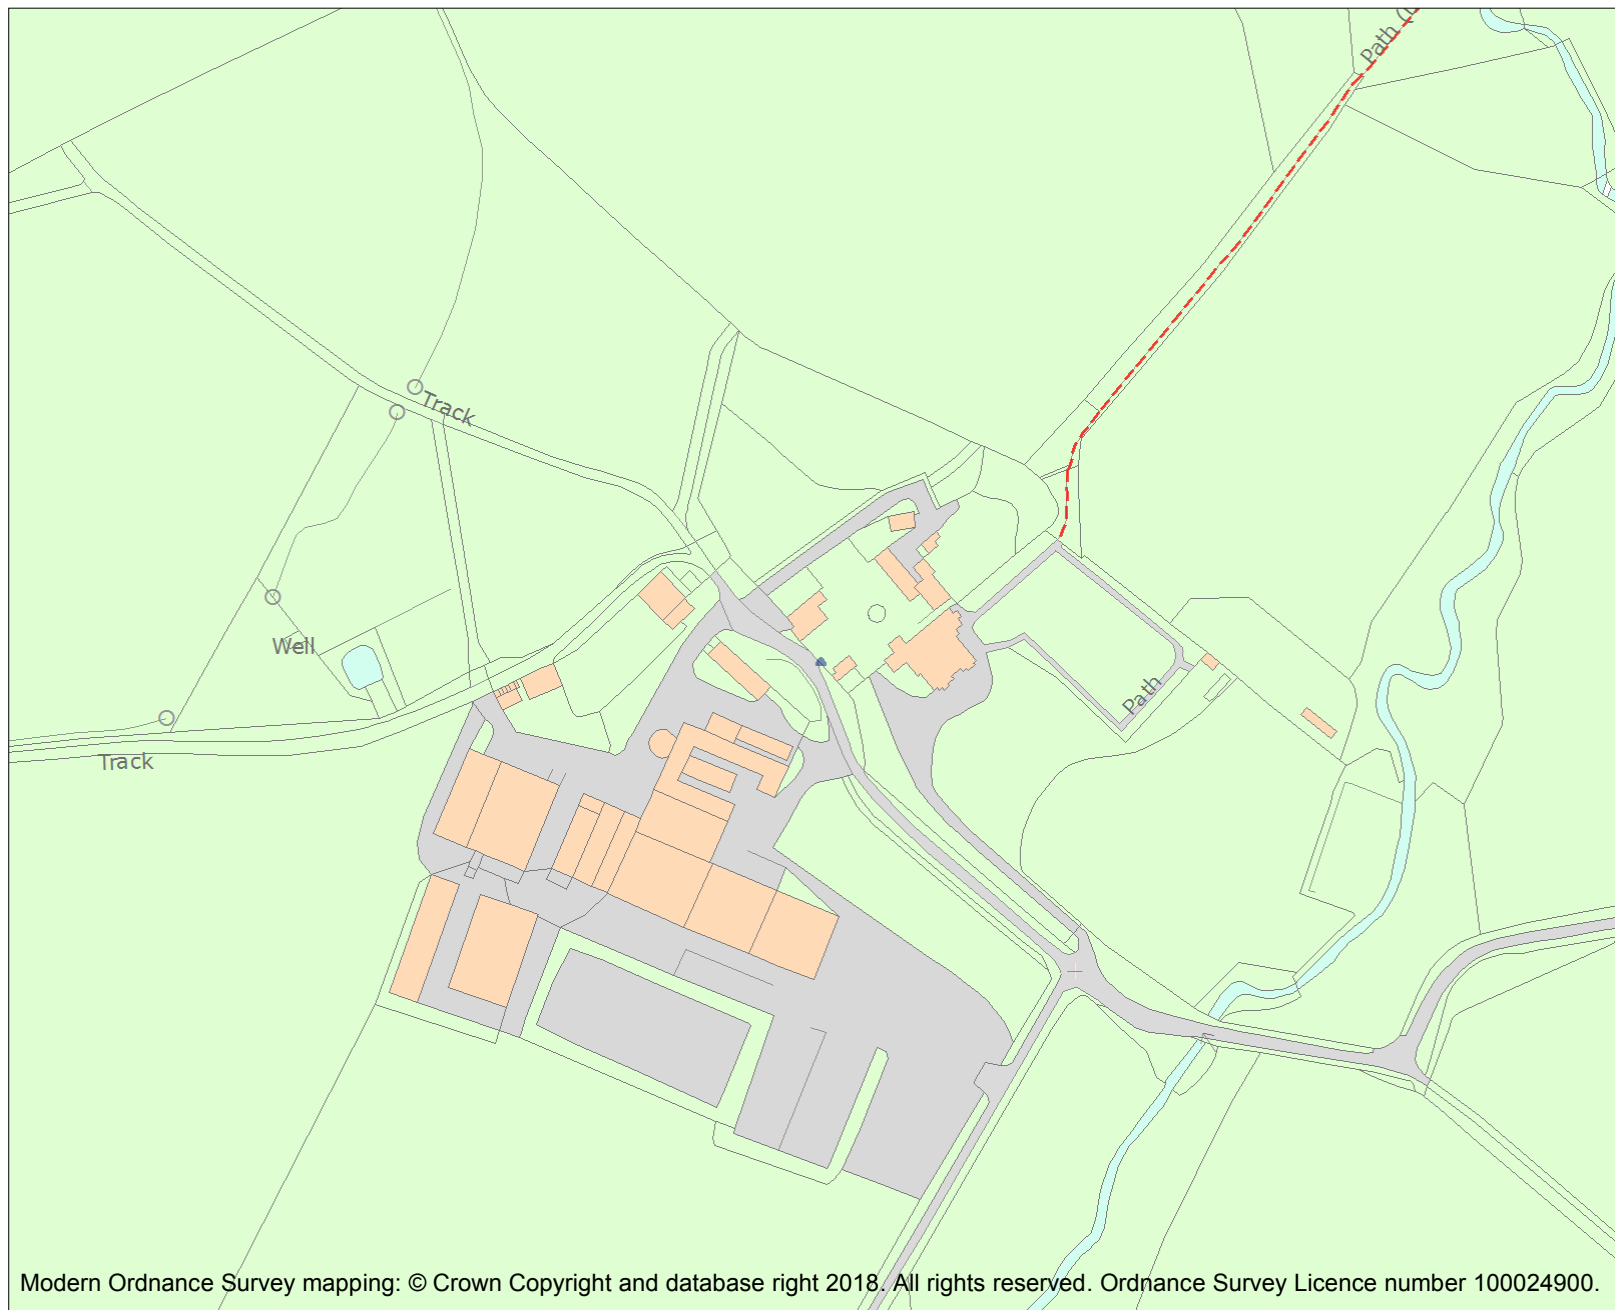 Path
Track
Well
Path
Track
Modern Ordnance Survey mapping: © Crown Copyright and database right 2018. All rights reserved. Ordnance Survey Licence number 100024900.